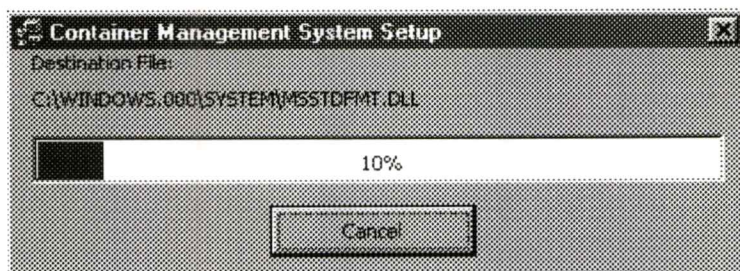 Container Management System Setup
Destination File:
C:\WINDOWS.000\SYSTEM\MSSTDFMT.DLL
10%
Cancel